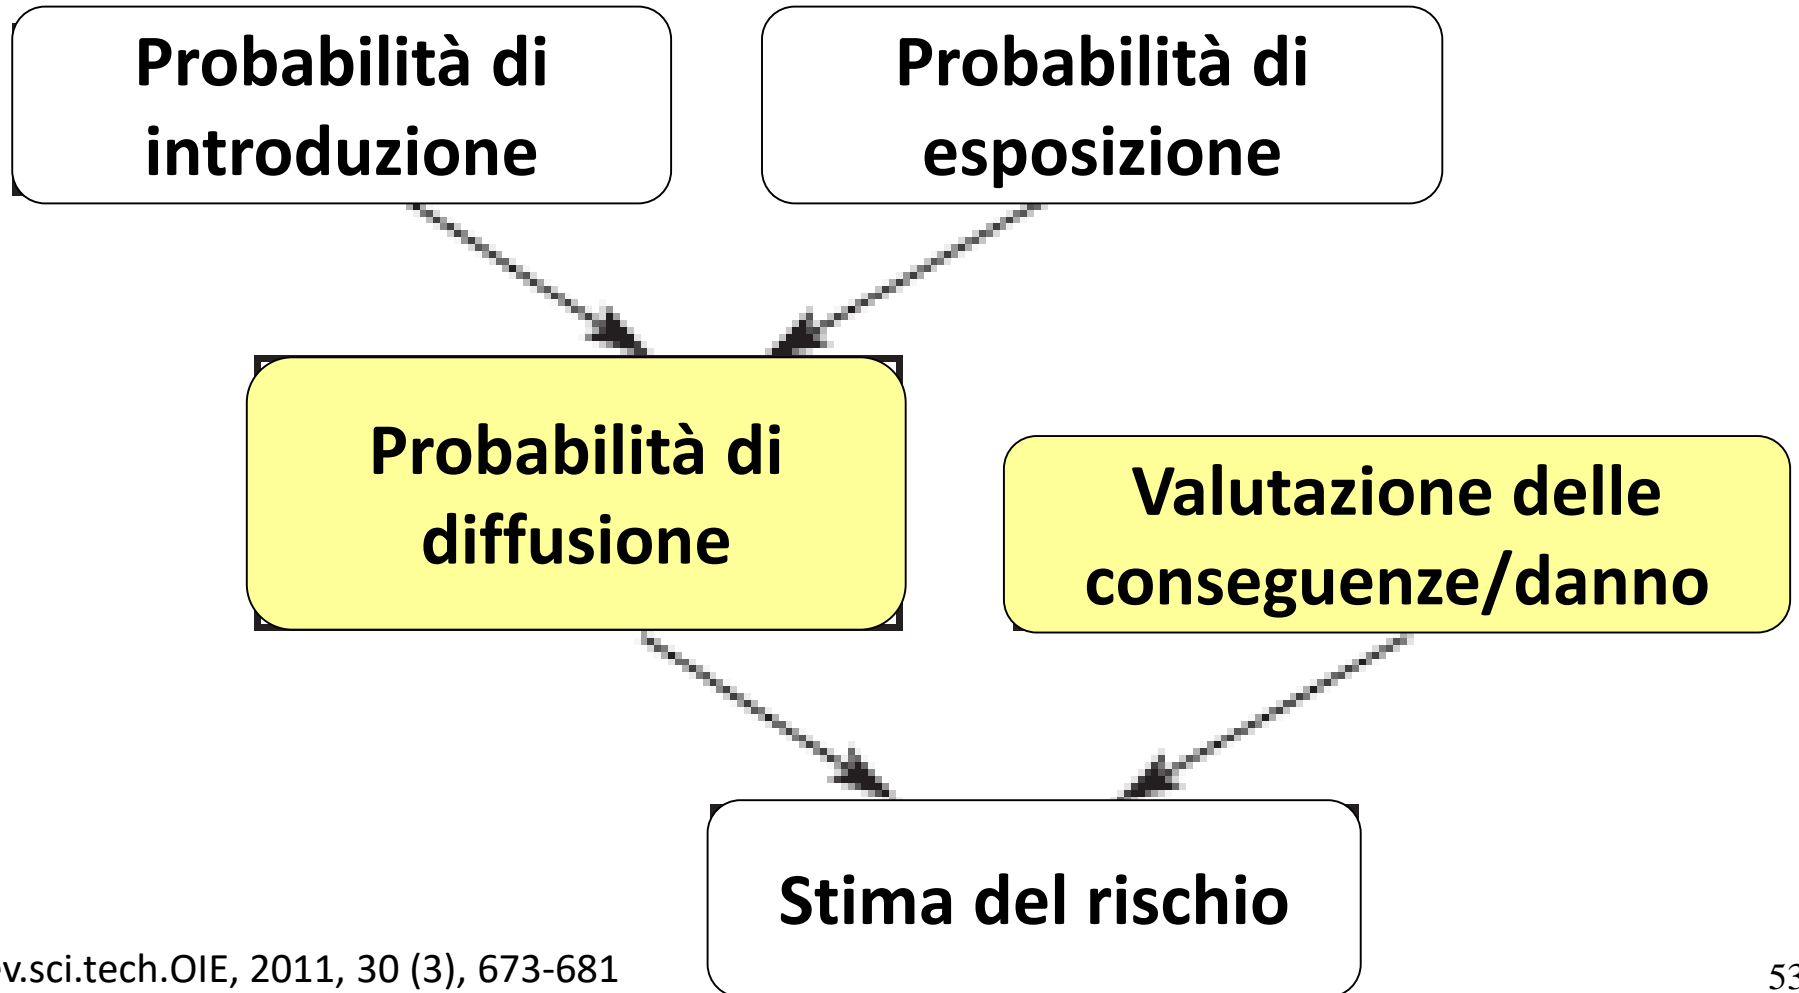 Probabilità di
introduzione
Probabilità di
esposizione
Probabilità di
diffusione
Valutazione delle
conseguenze/danno
Stima del rischio
v.sci.tech.OIE, 2011, 30 (3), 673-681
53